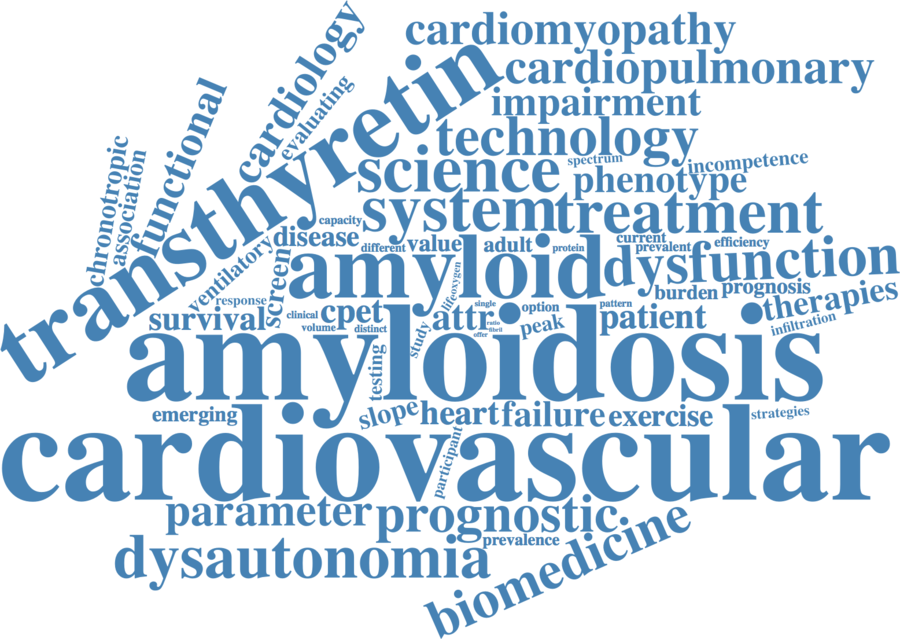 cardiomyopathy
cardiology
cardiopulmonary
transthyretin
impairment
evaluating
functional
technology
science
spectrum
incompetence
chronotropic
association
phenotype
system
treatment
capacity
disease
different
value
adult
protein
current
prevalent
efficiency
ventilatory
screen
amyloid
dysfunction
life
oxygen
burden
prognosis
response
therapies
survival
clinical
cpet
volume
distinct
study
attr
single
ratio
fibril
offer
option
peak
pattern
patient
infiltration
amyloidosis
testing
emerging
slope
heart
failure
exercise
strategies
cardiovascular
participant
parameter
prognostic
prevalence
dysautonomia
biomedicine